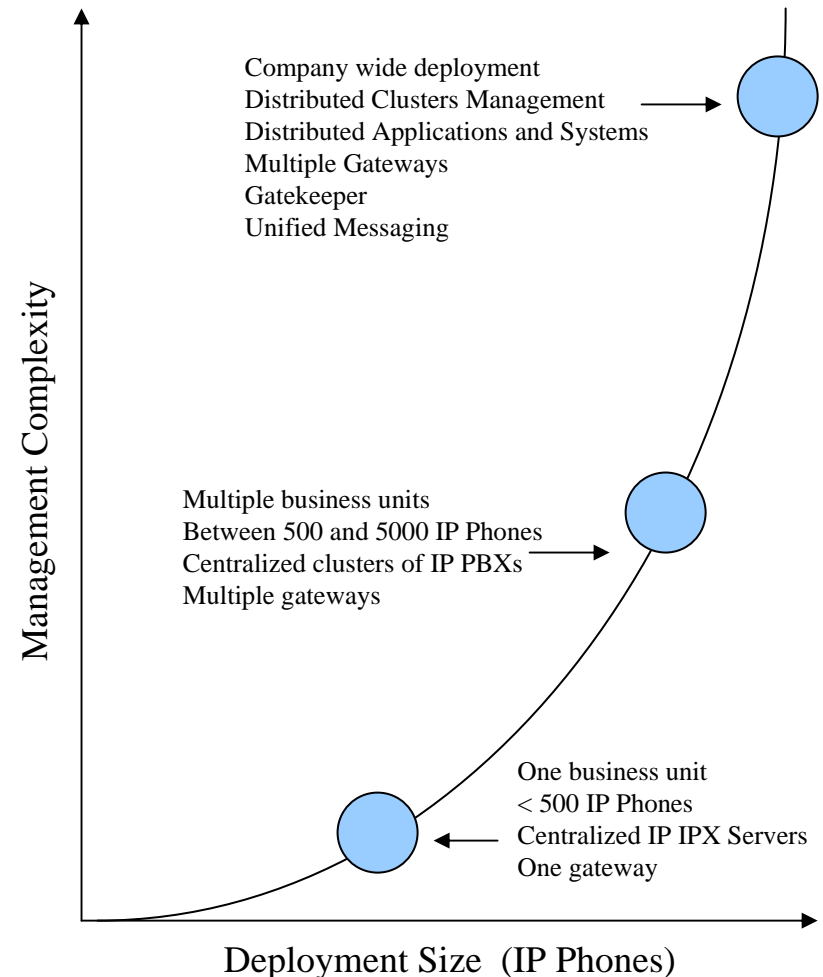 Company wide deployment
Distributed Clusters Management
Distributed Applications and Systems
Multiple Gateways
Gatekeeper
Unified Messaging
Management Complexity
Multiple business units
Between 500 and 5000 IP Phones
Centralized clusters of IP PBXs
Multiple gateways
One business unit
< 500 IP Phones
Centralized IP IPX Servers
One gateway
Deployment Size (IP Phones)